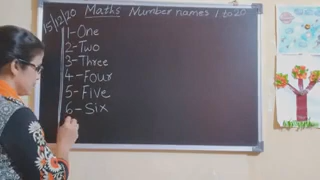 15/12/20
Maths Number names 1 to 20
1-One
2-Two
3-Three
4-Four
5-Five
6-Six